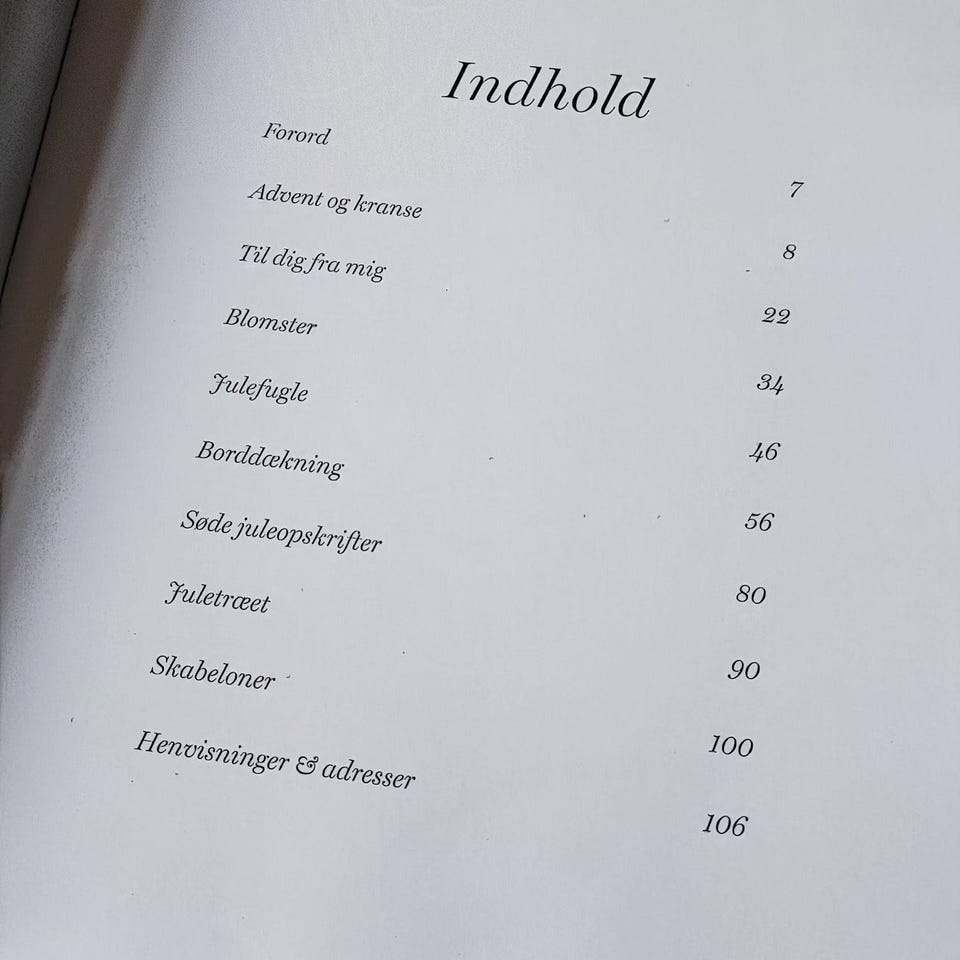 Indhold
Forord 7
Advent og kranse 8
Til dig fra mig 22
Blomster 34
Julefugle 46
Borddækning 56
Søde juleopskrifter 80
Juletræet 90
Skabeloner 100
Henvisninger & adresser 106